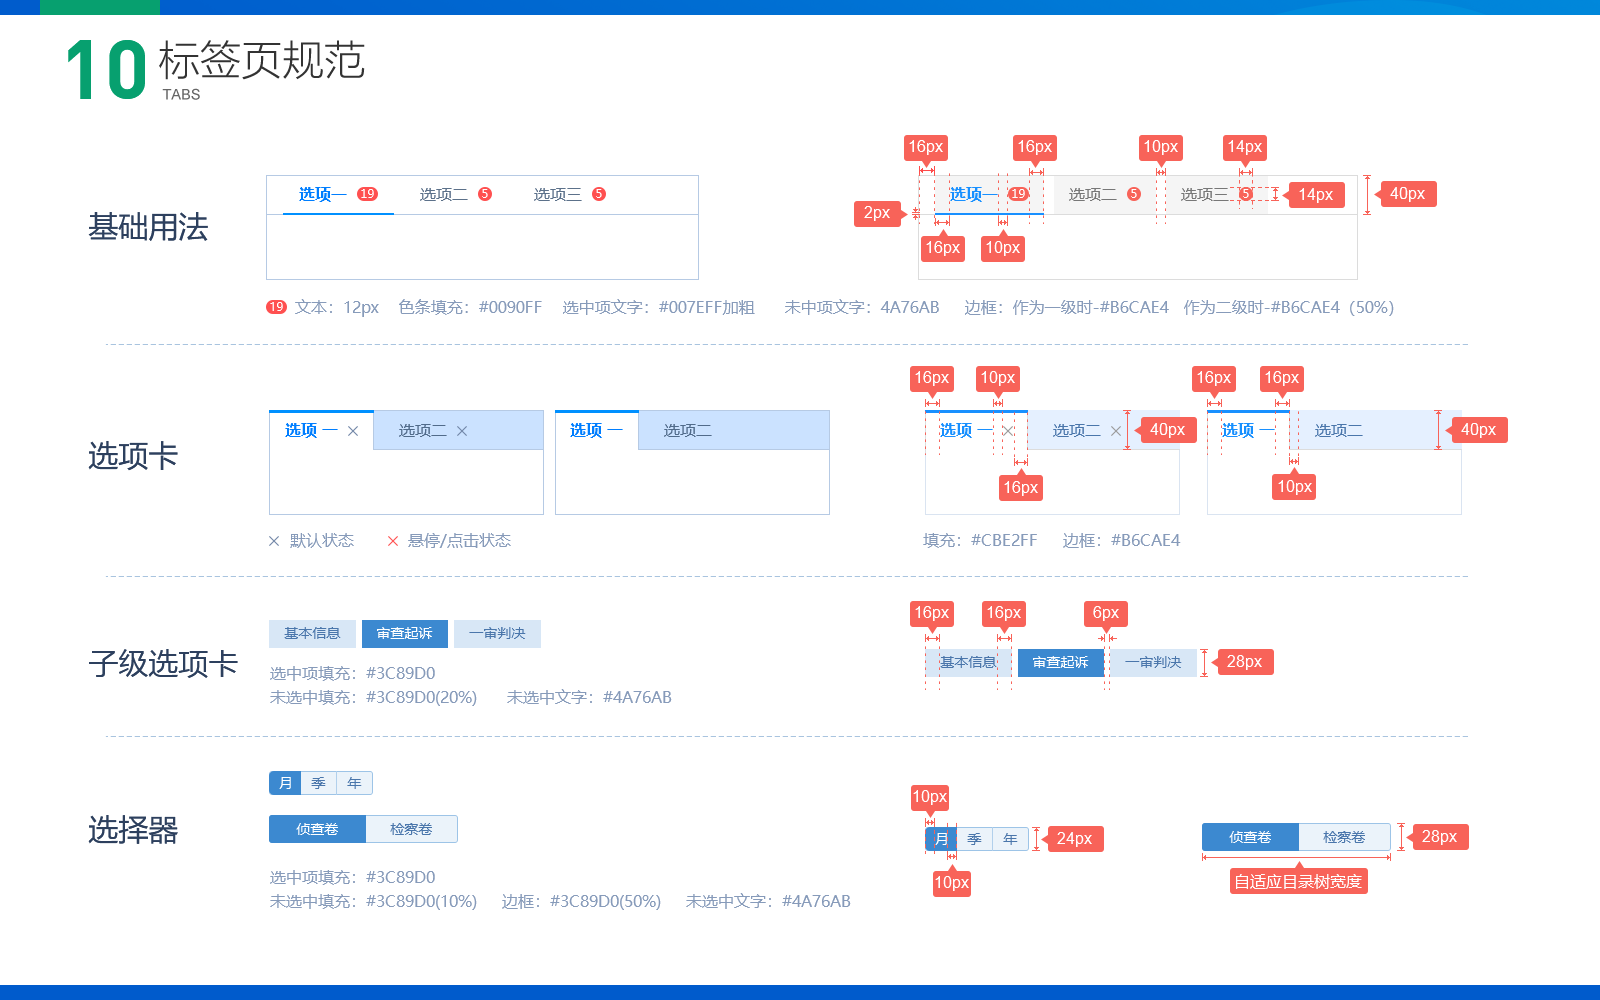 10 标签页规范
TABS
基础用法
选项一 19 选项二 5 选项三 5
16px 16px 10px 14px
选项一 19 选项二 5 选项三 5 14px 40px
2px
16px 10px
19 文本：12px 色条填充：#0090FF 选中项文字：#007EFF加粗 未中项文字：4A76AB 边框：作为一级时-#B6CAE4 作为二级时-#B6CAE4（50%）
选项卡
选项 一 × 选项二 ×
选项 一 选项二
16px 10px 16px 16px
选项 一 × 选项二 × 40px
选项 一 选项二 40px
16px 10px
× 默认状态 × 悬停/点击状态
填充：#CBE2FF 边框：#B6CAE4
子级选项卡
基本信息 审查起诉 一审判决
选中项填充：#3C89D0
未选中填充：#3C89D0(20%) 未选中文字：#4A76AB
16px 16px 6px
基本信息 审查起诉 一审判决 28px
选择器
月 季 年
侦查卷 检察卷
选中项填充：#3C89D0
未选中填充：#3C89D0(10%) 边框：#3C89D0(50%) 未选中文字：#4A76AB
10px
月 季 年 24px
10px
侦查卷 检察卷 28px
自适应目录树宽度